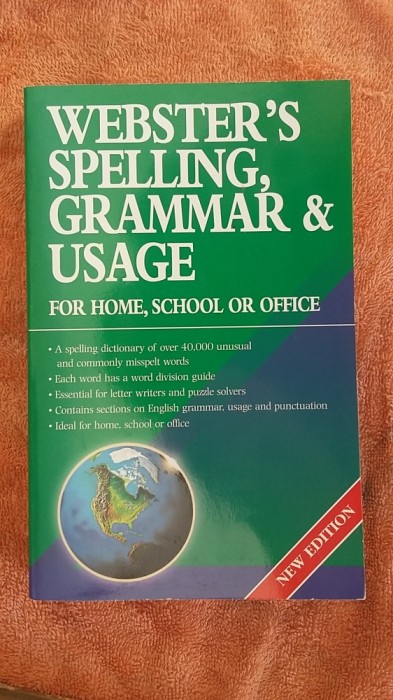 WEBSTER'S
SPELLING,
GRAMMAR &
USAGE
FOR HOME, SCHOOL OR OFFICE
• A spelling dictionary of over 40,000 unusual
and commonly misspelt words
• Each word has a word division guide
• Essential for letter writers and puzzle solvers
• Contains sections on English grammar, usage and punctuation
• Ideal for home, school or office
NEW EDITION